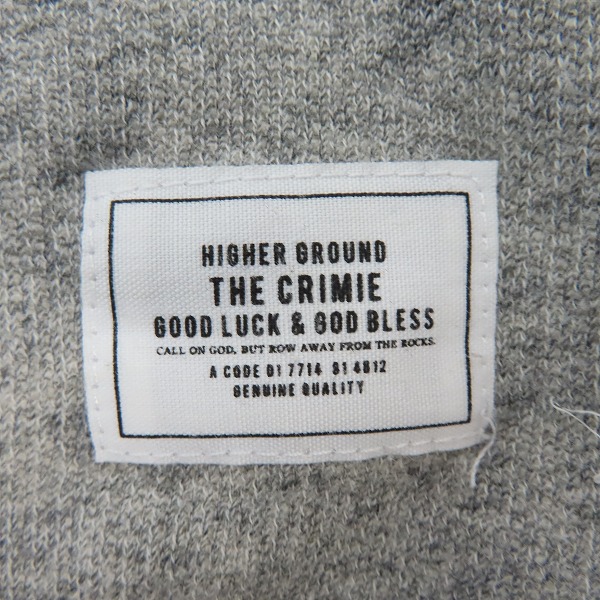 HIGHER GROUND
THE CRIMIE
GOOD LUCK & GOD BLESS
CALL ON GOD, BUT ROW AWAY FROM THE ROCKS.
A CODE 01 7714 81 4812
GENUINE QUALITY